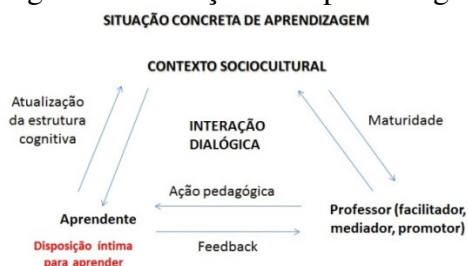 SITUAÇÃO CONCRETA DE APRENDIZAGEM
CONTEXTO SOCIOCULTURAL
Atualização
da estrutura
cognitiva
INTERAÇÃO
DIALÓGICA
Maturidade
Ação pedagógica
Aprendente
Professor (facilitador,
mediador, promotor)
Disposição íntima
para aprender
Feedback